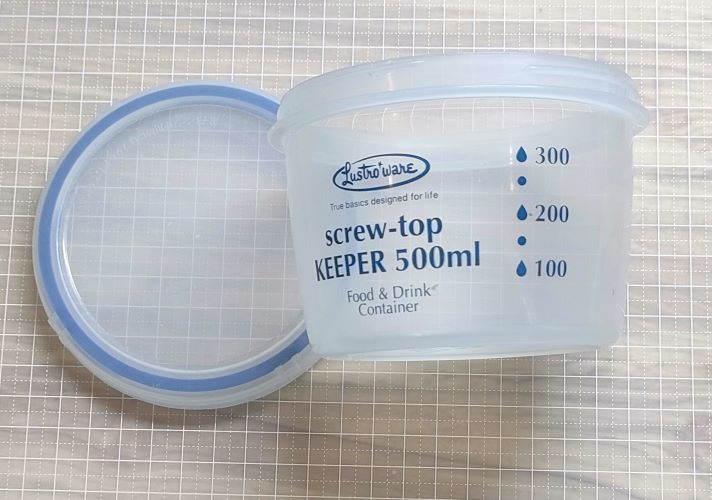 Lustro ware
True basics designed for life
screw-top
KEEPER 500ml
Food & Drink
Container
300
200
100